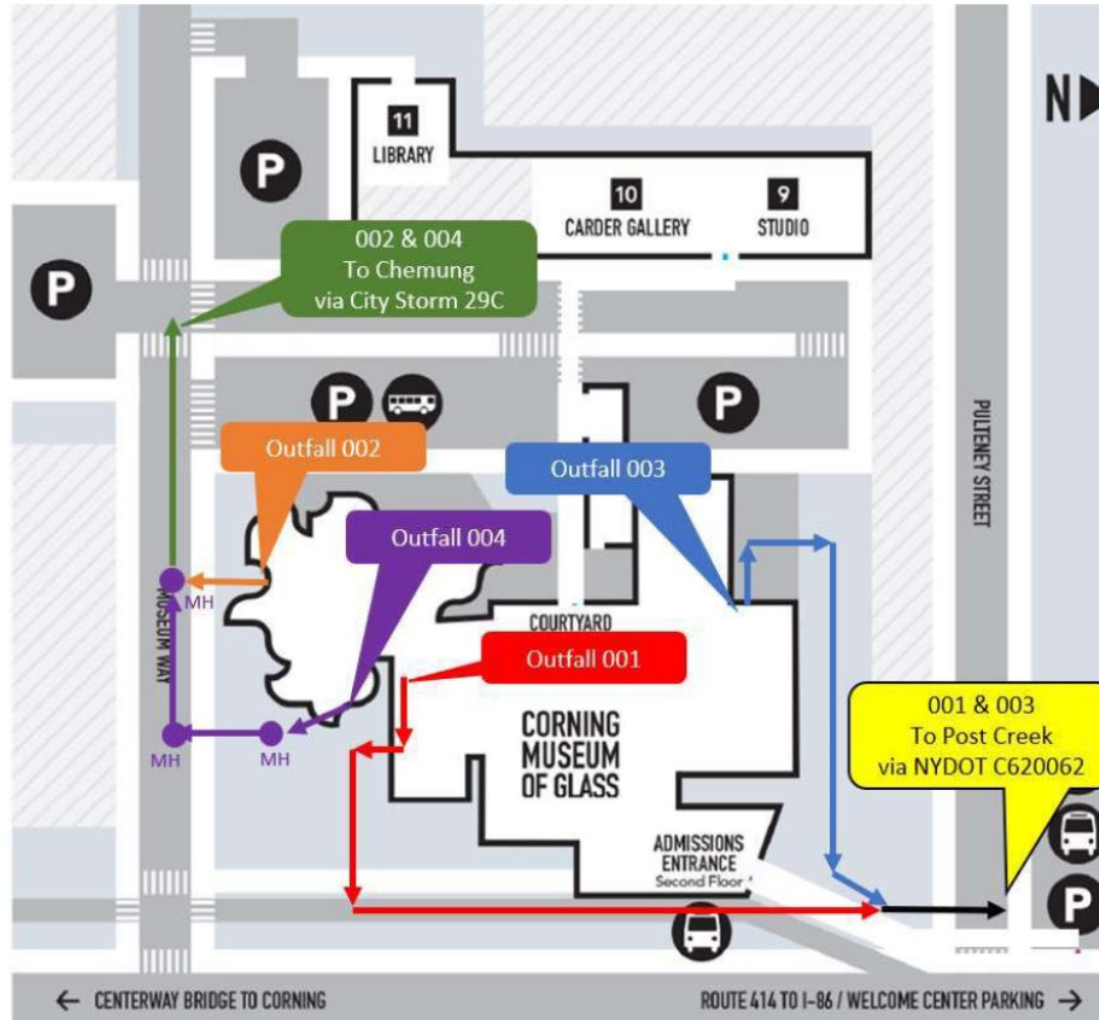 N
P
11
LIBRARY
10
CARDER GALLERY
9
STUDIO
002 & 004
To Chemung
via City Storm 29C
P
P
P
PULTENEY STREET
Outfall 002
Outfall 003
Outfall 004
MH
MUSEUM WAY
COURTYARD
Outfall 001
001 & 003
To Post Creek
via NYDOT C620062
MH
MH
CORNING
MUSEUM
OF GLASS
ADMISSIONS
ENTRANCE
Second Floor
P
← CENTERWAY BRIDGE TO CORNING
ROUTE 414 TO I-86 / WELCOME CENTER PARKING →